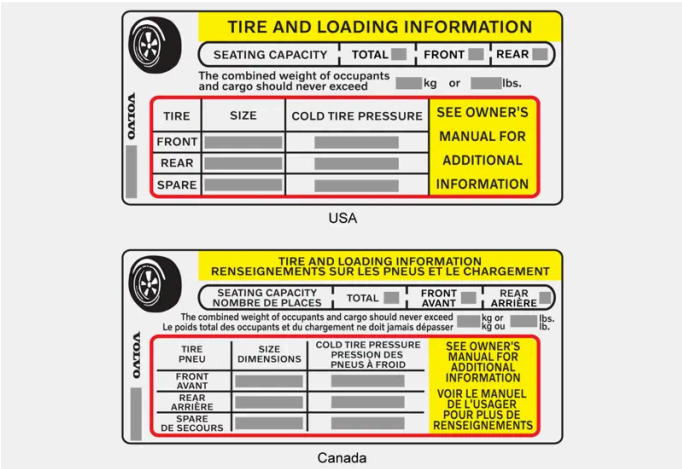 TIRE AND LOADING INFORMATION
SEATING CAPACITY TOTAL FRONT REAR
The combined weight of occupants
and cargo should never exceed kg or lbs.
VOLVO
TIRE SIZE COLD TIRE PRESSURE SEE OWNER'S
MANUAL FOR
FRONT
ADDITIONAL
REAR
INFORMATION
SPARE
USA
TIRE AND LOADING INFORMATION
RENSEIGNEMENTS SUR LES PNEUS ET LE CHARGEMENT
SEATING CAPACITY TOTAL FRONT REAR
NOMBRE DE PLACES AVANT ARRIÈRE
The combined weight of occupants and cargo should never exceed kg or lbs.
Le poids total des occupants et du chargement ne doit jamais dépasser kg ou lb.
VOLVO
TIRE SIZE COLD TIRE PRESSURE
PNEU DIMENSIONS PRESSION DES
PNEUS À FROID
FRONT
AVANT
REAR
ARRIÈRE
SPARE
DE SECOURS
SEE OWNER'S
MANUAL FOR
ADDITIONAL
INFORMATION
VOIR LE MANUEL
DE L'USAGER
POUR PLUS DE
RENSEIGNEMENTS
Canada